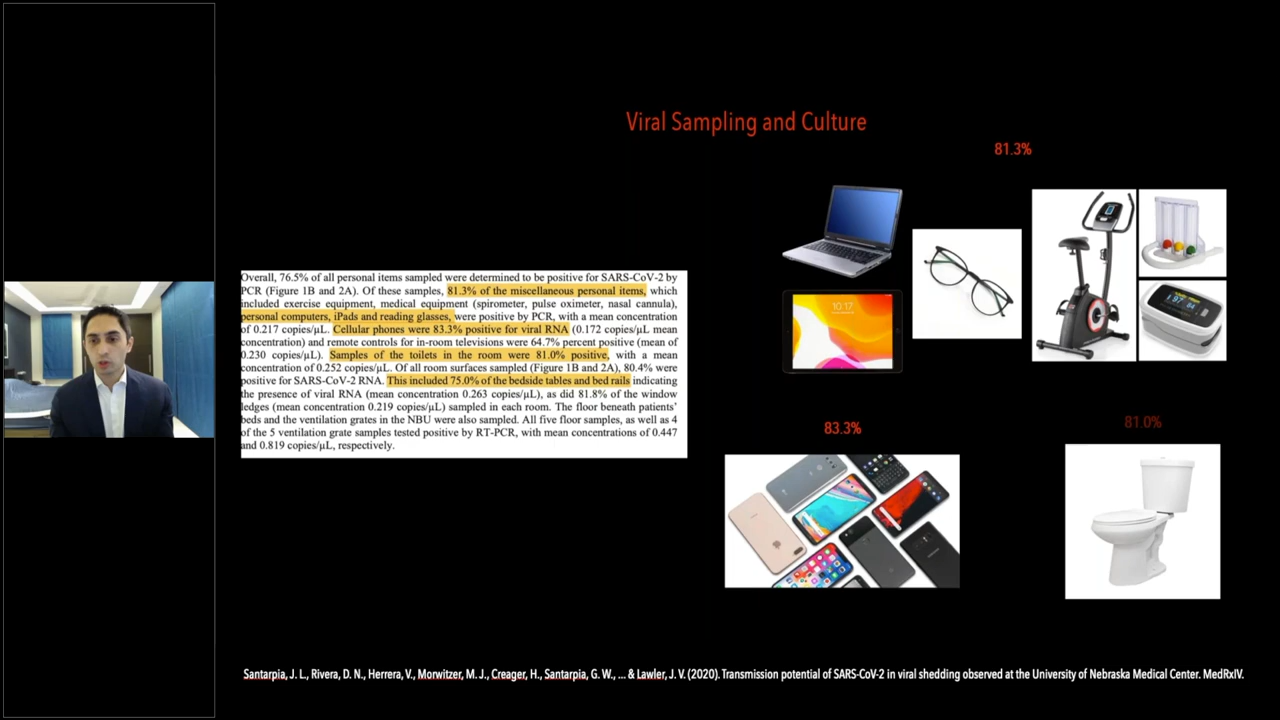 Viral Sampling and Culture
81.3%
Overall, 76.5% of all personal items sampled were determined to be positive for SARS-CoV-2 by
PCR (Figure 1B and 2A). Of these samples, 81.3% of the miscellaneous personal items, which
included exercise equipment, medical equipment (spirometer, pulse oximeter, nasal cannula),
personal computers, iPads and reading glasses, were positive by PCR, with a mean concentration
of 0.217 copies/µL. Cellular phones were 83.3% positive for viral RNA (0.172 copies/µL mean
concentration) and remote controls for in-room televisions were 64.7% percent positive (mean of
0.230 copies/µL). Samples of the toilets in the room were 81.0% positive, with a mean
concentration of 0.252 copies/µL. Of all room surfaces sampled (Figure 1B and 2A), 80.4% were
positive for SARS-CoV-2 RNA. This included 75.0% of the bedside tables and bed rails indicating
the presence of viral RNA (mean concentration 0.263 copies/µL), as did 81.8% of the window
ledges (mean concentration 0.219 copies/µL) sampled in each room. The floor beneath patients'
beds and the ventilation grates in the NBU were also sampled. All five floor samples, as well as 4
of the 5 ventilation grate samples tested positive by RT-PCR, with mean concentrations of 0.447
and 0.819 copies/µL, respectively.
10 17
83.3%
81.0%
Santarpia, J. L., Rivera, D. N., Herrera, V., Morwitzer, M. J., Creager, H., Santarpia, G. W., ... & Lawler, J. V. (2020). Transmission potential of SARS-CoV-2 in viral shedding observed at the University of Nebraska Medical Center. MedRxIV.